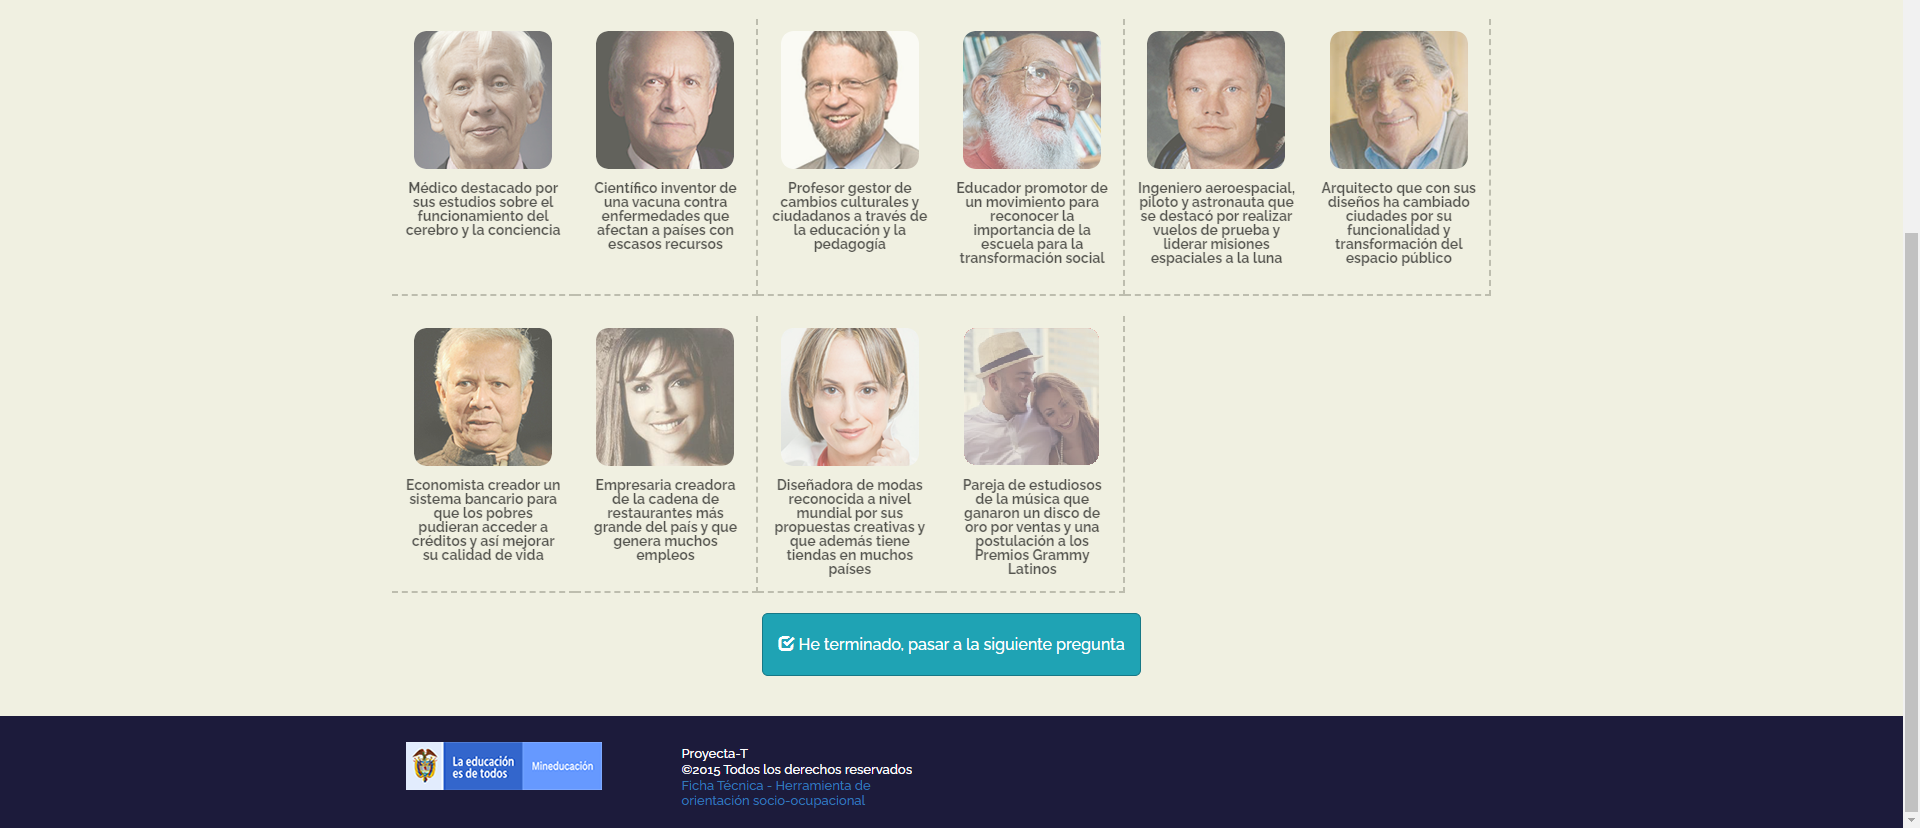 Médico destacado por
sus estudios sobre el
funcionamiento del
cerebro y la conciencia
Científico inventor de
una vacuna contra
enfermedades que
afectan a países con
escasos recursos
Profesor gestor de
cambios culturales y
ciudadanos a través de
la educación y la
pedagogía
Educador promotor de
un movimiento para
reconocer la
importancia de la
escuela para la
transformación social
Ingeniero aeroespacial,
piloto y astronauta que
se destacó por realizar
vuelos de prueba y
liderar misiones
espaciales a la luna
Arquitecto que con sus
diseños ha cambiado
ciudades por su
funcionalidad y
transformación del
espacio público
Economista creador un
sistema bancario para
que los pobres
pudieran acceder a
créditos y así mejorar
su calidad de vida
Empresaria creadora
de la cadena de
restaurantes más
grande del país y que
genera muchos
empleos
Diseñadora de modas
reconocida a nivel
mundial por sus
propuestas creativas y
que además tiene
tiendas en muchos
países
Pareja de estudiosos
de la música que
ganaron un disco de
oro por ventas y una
postulación a los
Premios Grammy
Latinos
He terminado, pasar a la siguiente pregunta
La educación
es de todos
Mineducación
Proyecta-T
©2015 Todos los derechos reservados
Ficha Técnica - Herramienta de
orientación socio-ocupacional